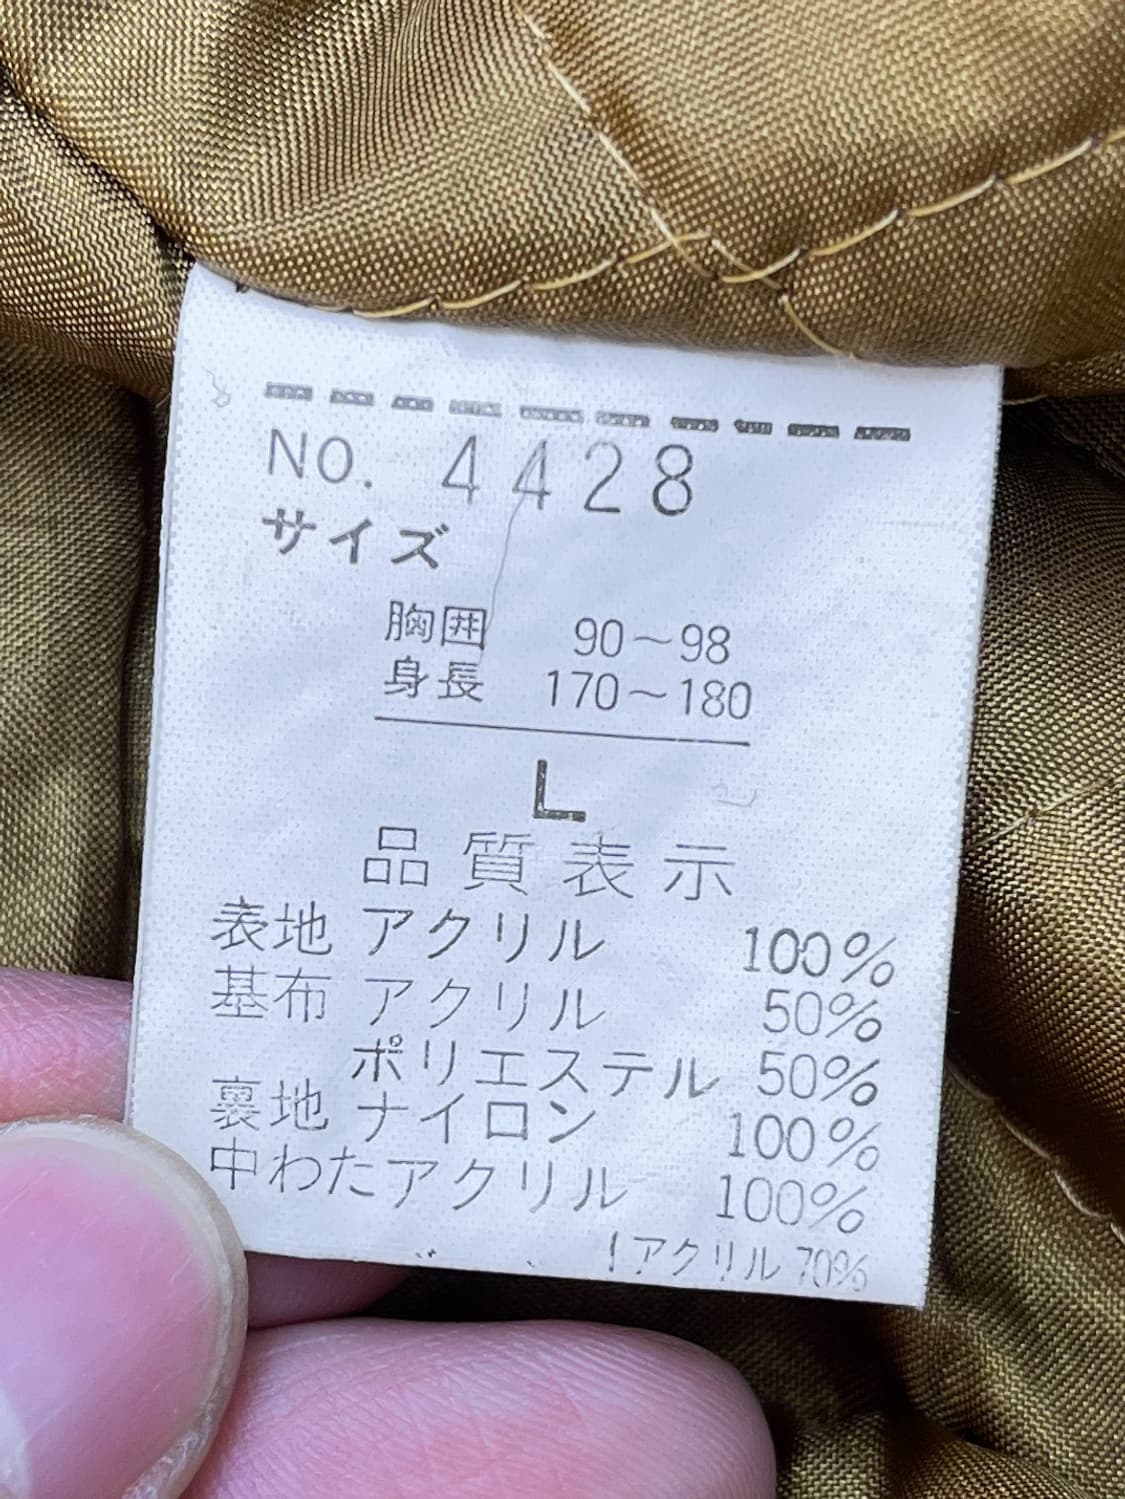 NO. 4428
サイズ
胸囲 90～98
身長 170～180
L
品質表示
表地 アクリル 100%
基布 アクリル 50%
ポリエステル 50%
裏地 ナイロン 100%
中わた アクリル 100%
アクリル 70%